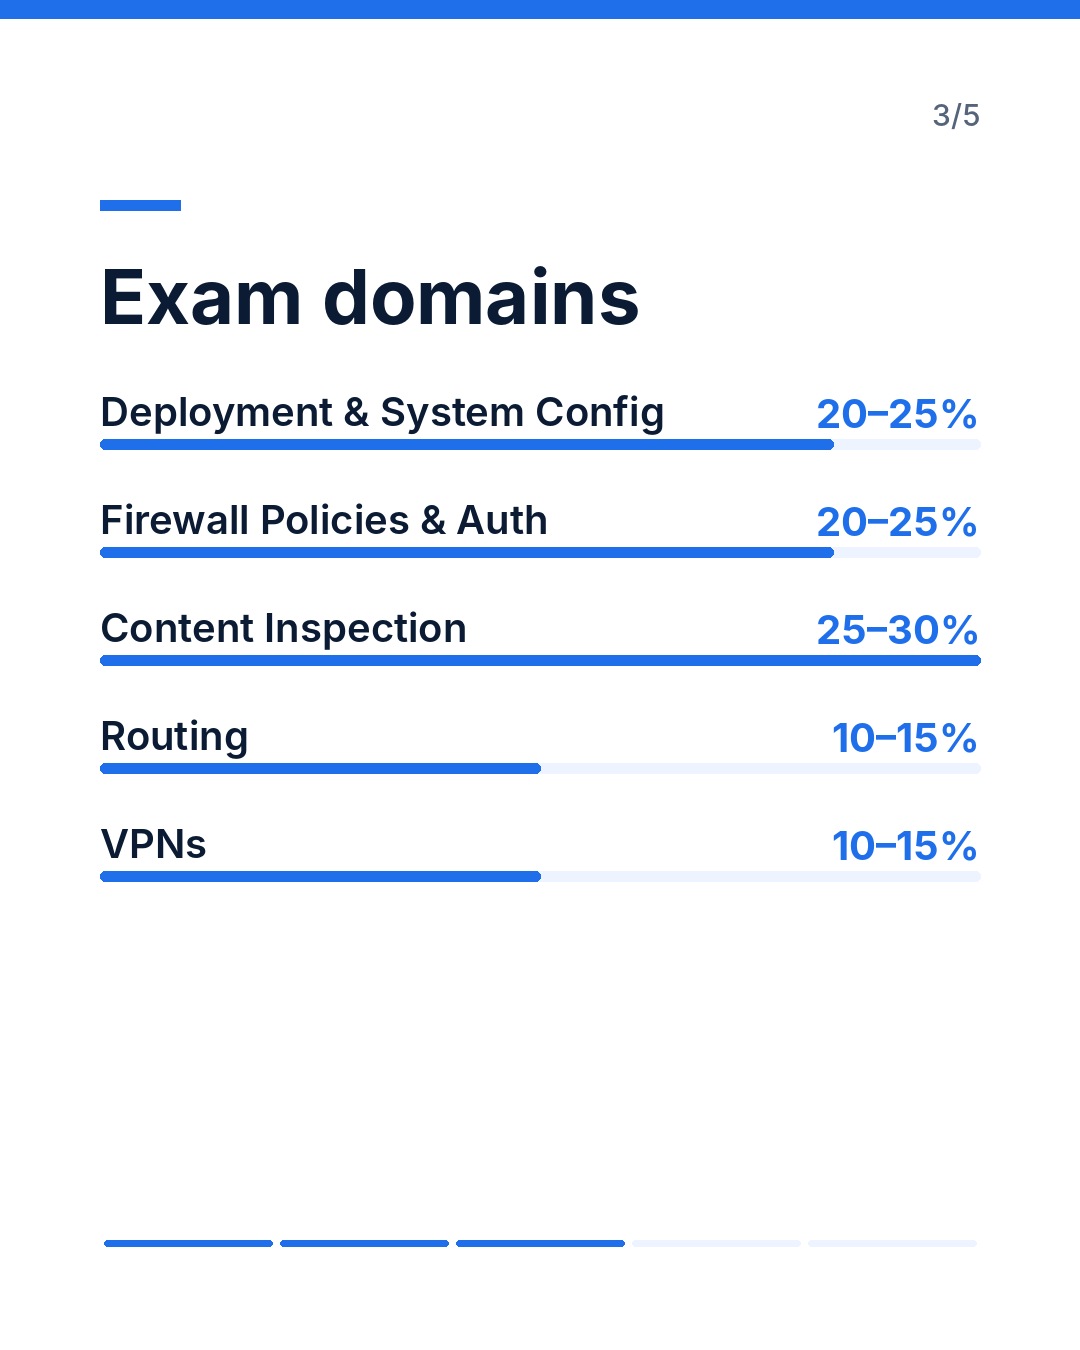 3/5
Exam domains
Deployment & System Config 20–25%
Firewall Policies & Auth 20–25%
Content Inspection 25–30%
Routing 10–15%
VPNs 10–15%